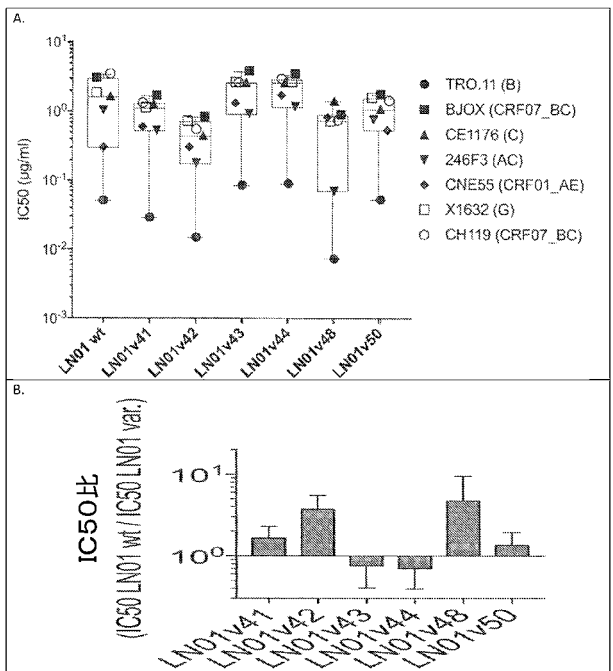 A.
IC50 (µg/ml)
10¹
10⁰
10⁻¹
10⁻²
10⁻³
LN01 wt
LN01v41
LN01v42
LN01v43
LN01v44
LN01v48
LN01v50
TRO.11 (B)
BJOX (CRF07_BC)
CE1176 (C)
246F3 (AC)
CNE55 (CRF01_AE)
X1632 (G)
CH119 (CRF07_BC)
B.
IC50比
(IC50 LN01 wt / IC50 LN01 var.)
10¹
10⁰
LN01v41
LN01v42
LN01v43
LN01v44
LN01v48
LN01v50